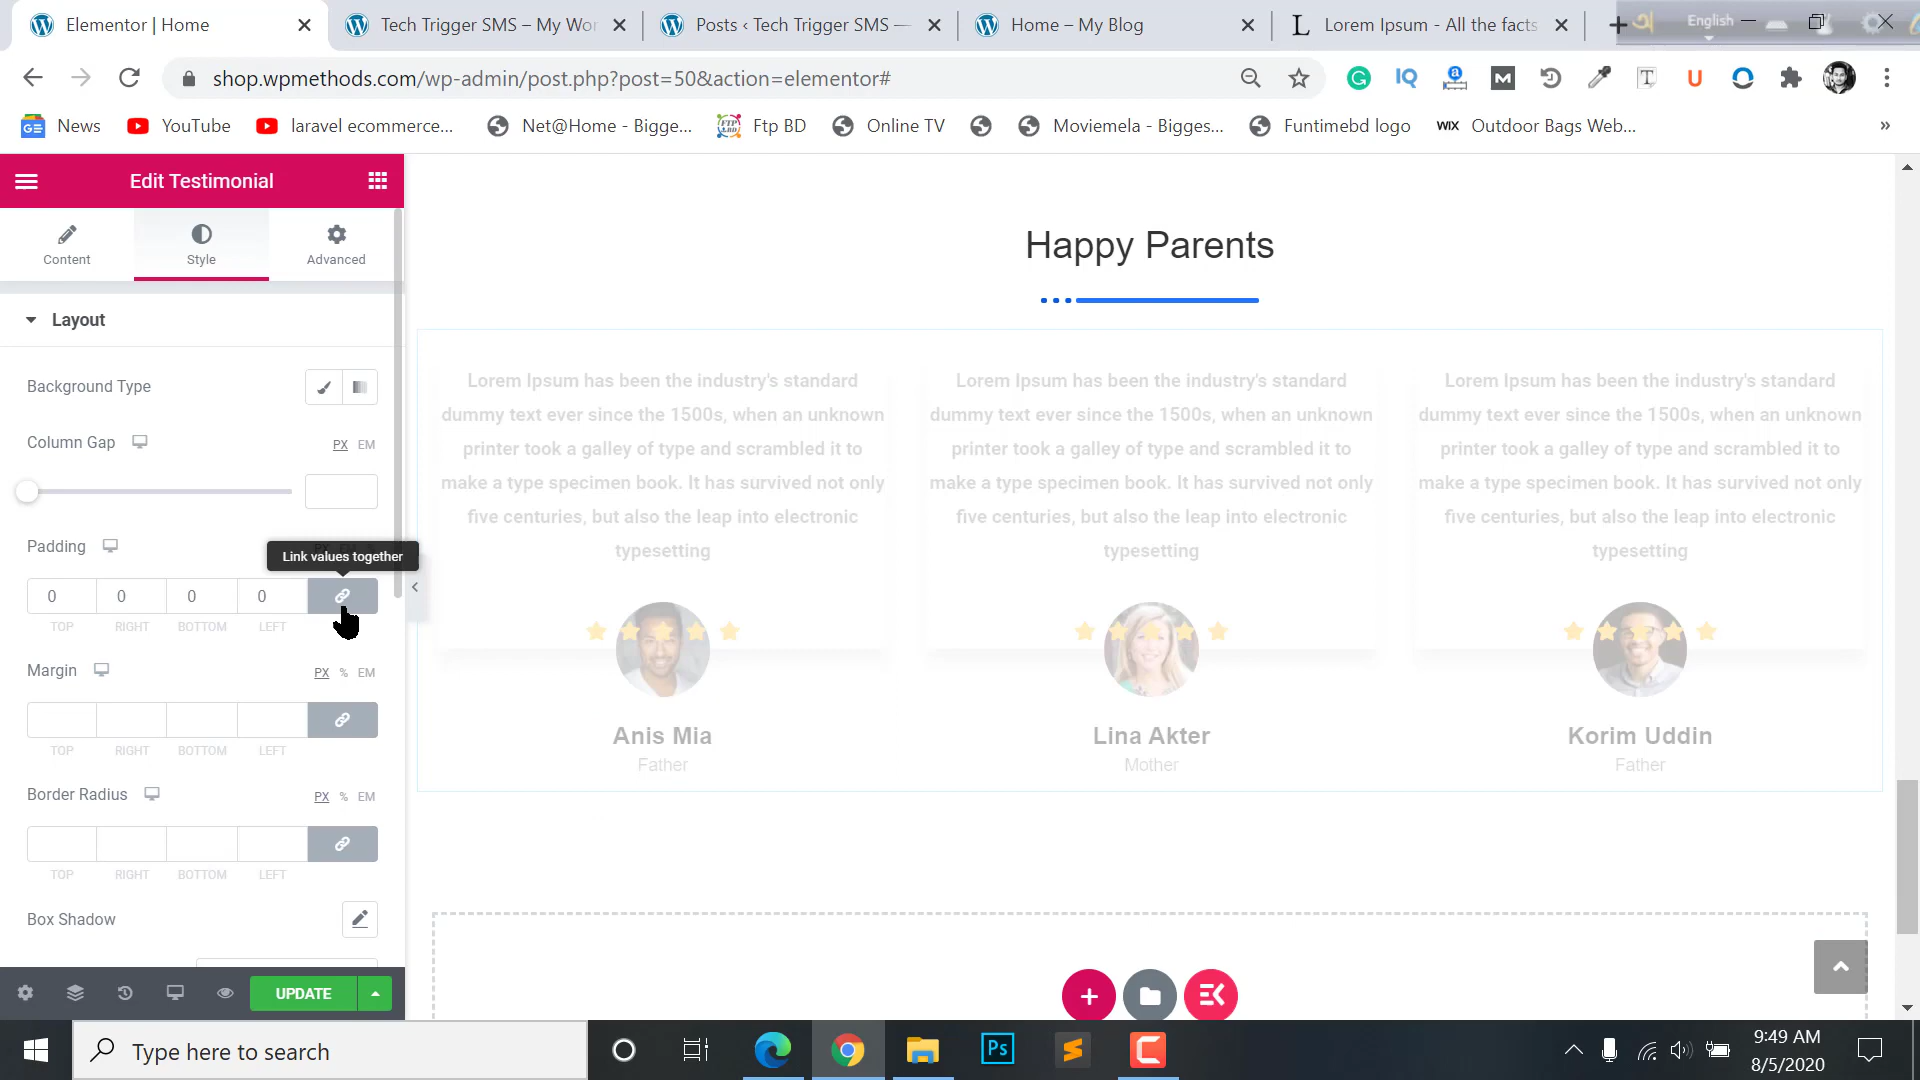 Elementor | Home
Tech Trigger SMS – My Wor
Posts ‹ Tech Trigger SMS —
Home – My Blog
L Lorem Ipsum - All the facts
English
shop.wpmethods.com/wp-admin/post.php?post=50&action=elementor#
News
YouTube
laravel ecommerce...
Net@Home - Bigge...
Ftp BD
Online TV
Moviemela - Bigges...
Funtimebd logo
WIX Outdoor Bags Web...
»
Edit Testimonial
Content
Style
Advanced
Layout
Background Type
Column Gap
PX EM
Padding
Link values together
0 0 0 0
TOP RIGHT BOTTOM LEFT
Margin
PX % EM
TOP RIGHT BOTTOM LEFT
Border Radius
PX % EM
TOP RIGHT BOTTOM LEFT
Box Shadow
UPDATE
Happy Parents
Lorem Ipsum has been the industry's standard
dummy text ever since the 1500s, when an unknown
printer took a galley of type and scrambled it to
make a type specimen book. It has survived not only
five centuries, but also the leap into electronic
typesetting
Anis Mia
Father
Lorem Ipsum has been the industry's standard
dummy text ever since the 1500s, when an unknown
printer took a galley of type and scrambled it to
make a type specimen book. It has survived not only
five centuries, but also the leap into electronic
typesetting
Lina Akter
Mother
Lorem Ipsum has been the industry's standard
dummy text ever since the 1500s, when an unknown
printer took a galley of type and scrambled it to
make a type specimen book. It has survived not only
five centuries, but also the leap into electronic
typesetting
Korim Uddin
Father
Type here to search
Ps
9:49 AM
8/5/2020